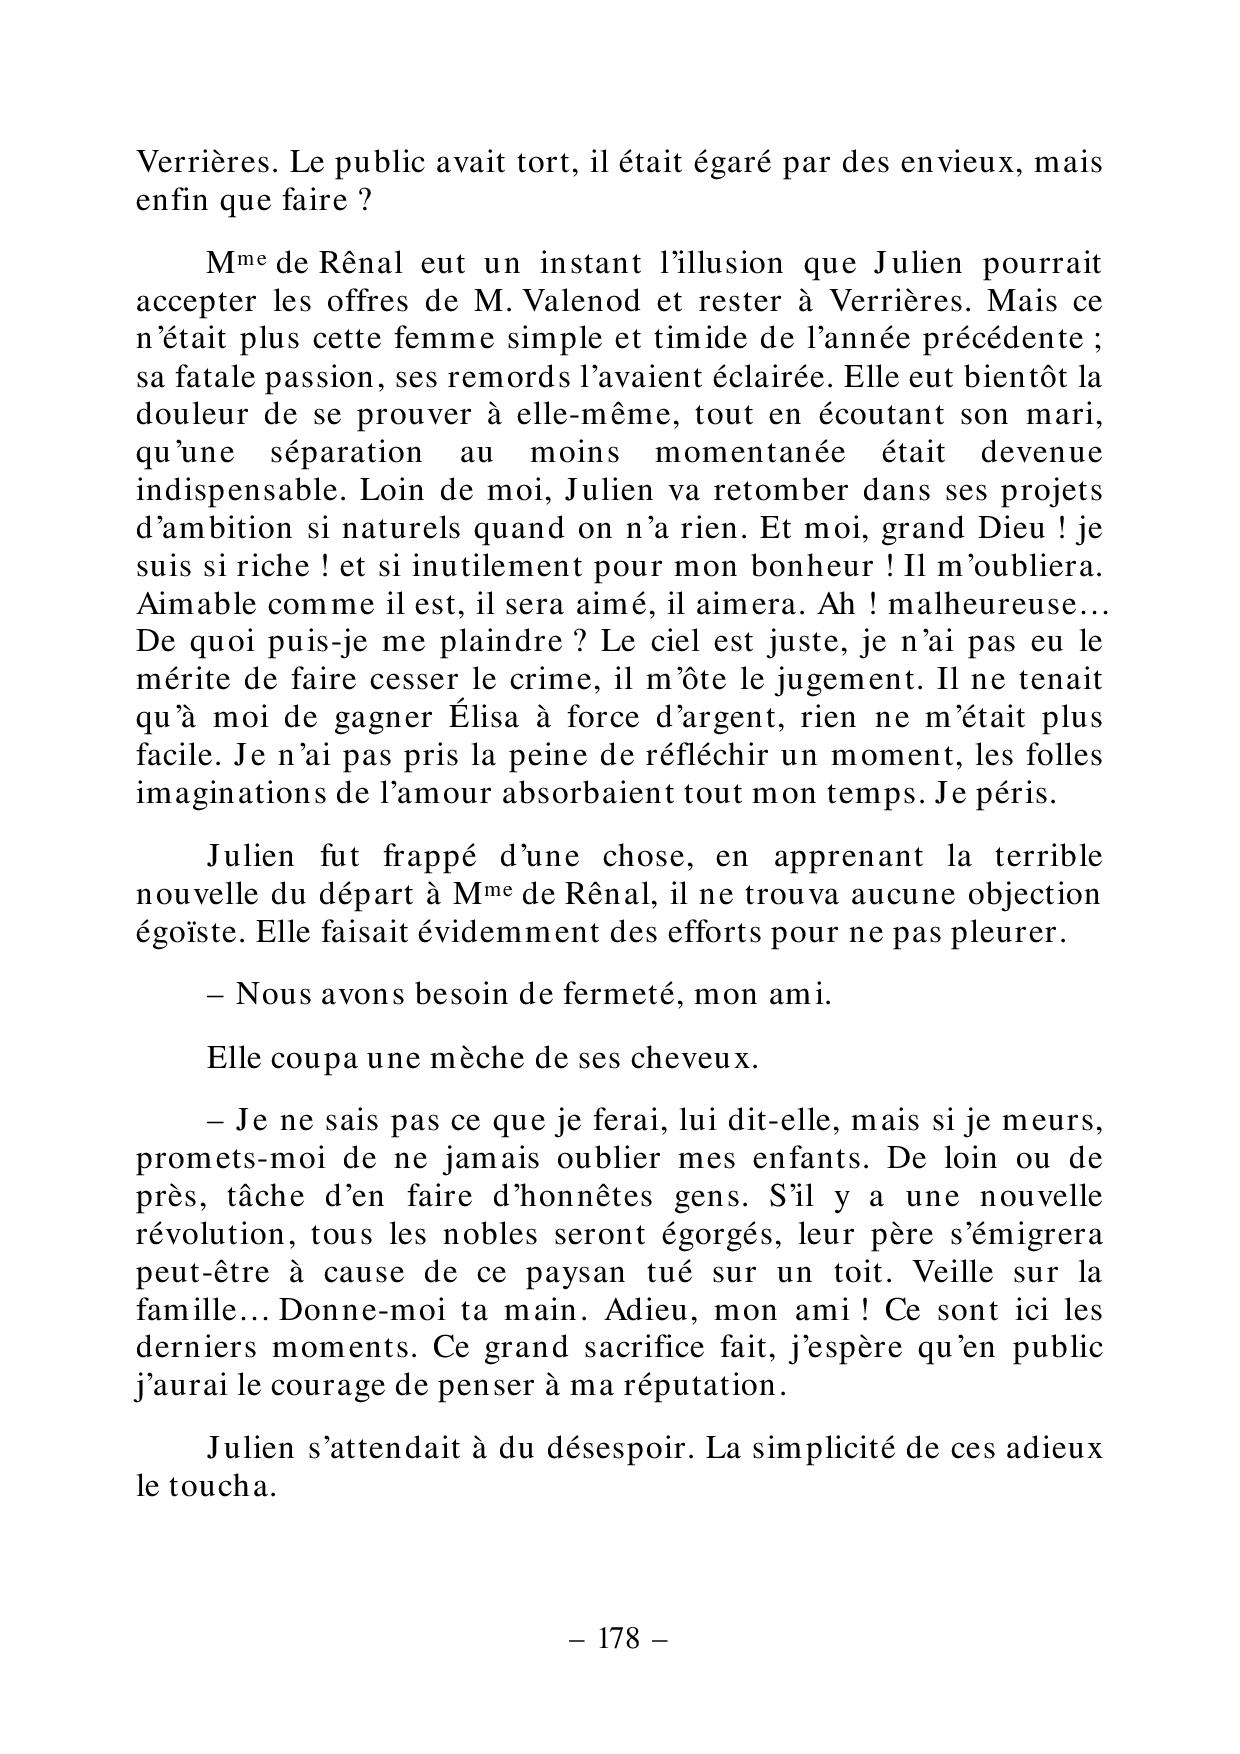 Verrières. Le public avait tort, il était égaré par des envieux, mais
enfin que faire ?
Mme de Rênal eut un instant l’illusion que Julien pourrait
accepter les offres de M. Valenod et rester à Verrières. Mais ce
n’était plus cette femme simple et timide de l’année précédente ;
sa fatale passion, ses remords l’avaient éclairée. Elle eut bientôt la
douleur de se prouver à elle-même, tout en écoutant son mari,
qu’une séparation au moins momentanée était devenue
indispensable. Loin de moi, Julien va retomber dans ses projets
d’ambition si naturels quand on n’a rien. Et moi, grand Dieu ! je
suis si riche ! et si inutilement pour mon bonheur ! Il m’oubliera.
Aimable comme il est, il sera aimé, il aimera. Ah ! malheureuse…
De quoi puis-je me plaindre ? Le ciel est juste, je n’ai pas eu le
mérite de faire cesser le crime, il m’ôte le jugement. Il ne tenait
qu’à moi de gagner Élisa à force d’argent, rien ne m’était plus
facile. Je n’ai pas pris la peine de réfléchir un moment, les folles
imaginations de l’amour absorbaient tout mon temps. Je péris.
Julien fut frappé d’une chose, en apprenant la terrible
nouvelle du départ à Mme de Rênal, il ne trouva aucune objection
égoïste. Elle faisait évidemment des efforts pour ne pas pleurer.
– Nous avons besoin de fermeté, mon ami.
Elle coupa une mèche de ses cheveux.
– Je ne sais pas ce que je ferai, lui dit-elle, mais si je meurs,
promets-moi de ne jamais oublier mes enfants. De loin ou de
près, tâche d’en faire d’honnêtes gens. S’il y a une nouvelle
révolution, tous les nobles seront égorgés, leur père s’émigrera
peut-être à cause de ce paysan tué sur un toit. Veille sur la
famille… Donne-moi ta main. Adieu, mon ami ! Ce sont ici les
derniers moments. Ce grand sacrifice fait, j’espère qu’en public
j’aurai le courage de penser à ma réputation.
Julien s’attendait à du désespoir. La simplicité de ces adieux
le toucha.
– 178 –